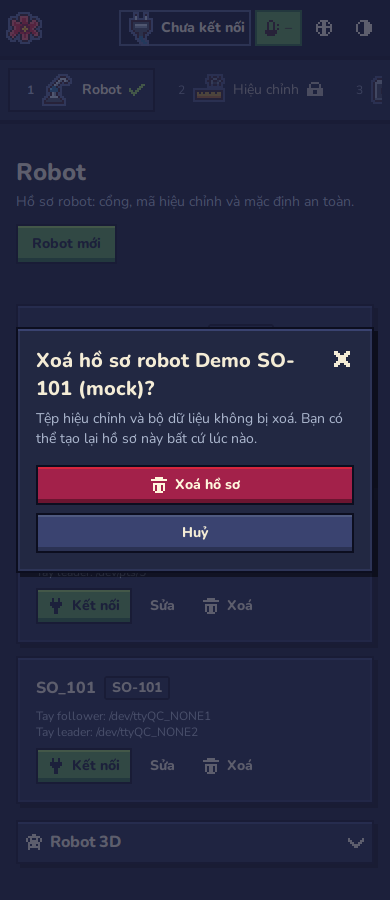 Chưa kết nối
–
1 Robot
2 Hiệu chỉnh
3
Robot
Hồ sơ robot: cổng, mã hiệu chỉnh và mặc định an toàn.
Robot mới
Xoá hồ sơ robot Demo SO-
101 (mock)?
Tệp hiệu chỉnh và bộ dữ liệu không bị xoá. Bạn có
thể tạo lại hồ sơ này bất cứ lúc nào.
Xoá hồ sơ
Huỷ
Kết nối Sửa Xoá
SO_101 SO-101
Tay follower: /dev/ttyQC_NONE1
Tay leader: /dev/ttyQC_NONE2
Kết nối Sửa Xoá
Robot 3D